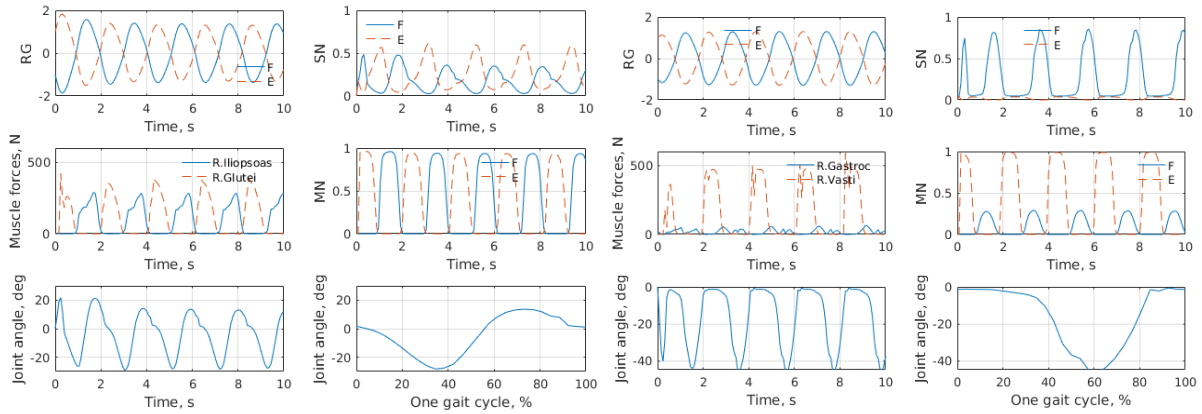 RG
2
0
-2
0 2 4 6 8 10
F
E
Time, s
SN
1
0.5
0
0 2 4 6 8 10
F
E
Time, s
RG
2
1
0
-1
-2
0 2 4 6 8 10
F
E
Time, s
SN
1
0.5
0
0 2 4 6 8 10
F
E
Time, s
Muscle forces, N
500
0
0 2 4 6 8 10
R.Iliopsoas
R.Glutei
Time, s
MN
1
0.5
0
0 2 4 6 8 10
F
E
Time, s
Muscle forces, N
500
0
0 2 4 6 8 10
R.Gastroc
R.Vasti
Time, s
MN
1
0.5
0
0 2 4 6 8 10
F
E
Time, s
Joint angle, deg
20
0
-20
0 2 4 6 8 10
Time, s
Joint angle, deg
20
0
-20
0 20 40 60 80 100
One gait cycle, %
Joint angle, deg
0
-20
-40
0 2 4 6 8 10
Time, s
Joint angle, deg
0
-20
-40
0 20 40 60 80 100
One gait cycle, %